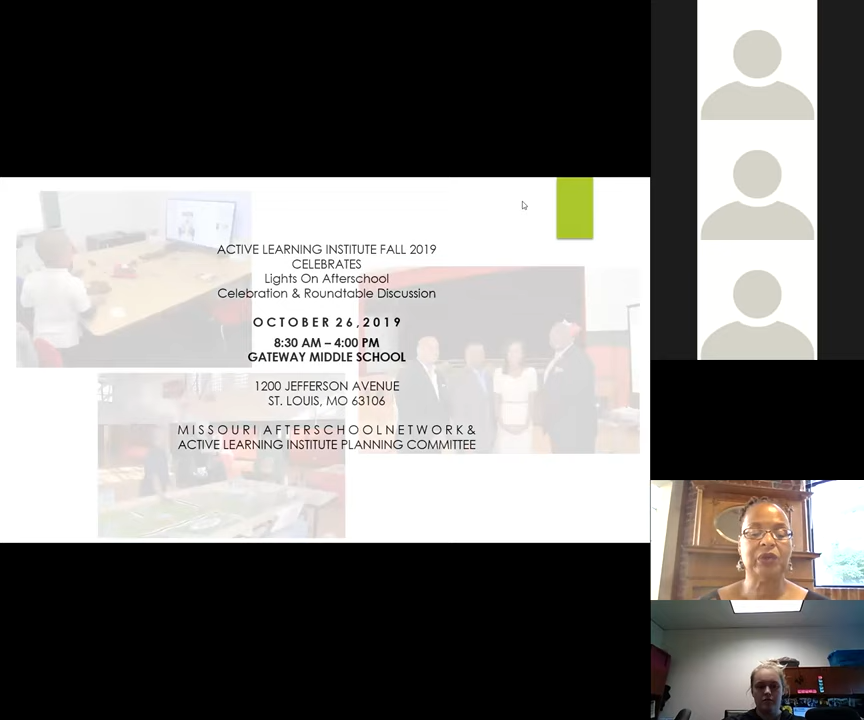 ACTIVE LEARNING INSTITUTE FALL 2019
CELEBRATES
Lights On Afterschool
Celebration & Roundtable Discussion
OCTOBER 26, 2019
8:30 AM – 4:00 PM
GATEWAY MIDDLE SCHOOL
1200 JEFFERSON AVENUE
ST. LOUIS, MO 63106
MISSOURI AFTERSCHOOL NETWORK &
ACTIVE LEARNING INSTITUTE PLANNING COMMITTEE